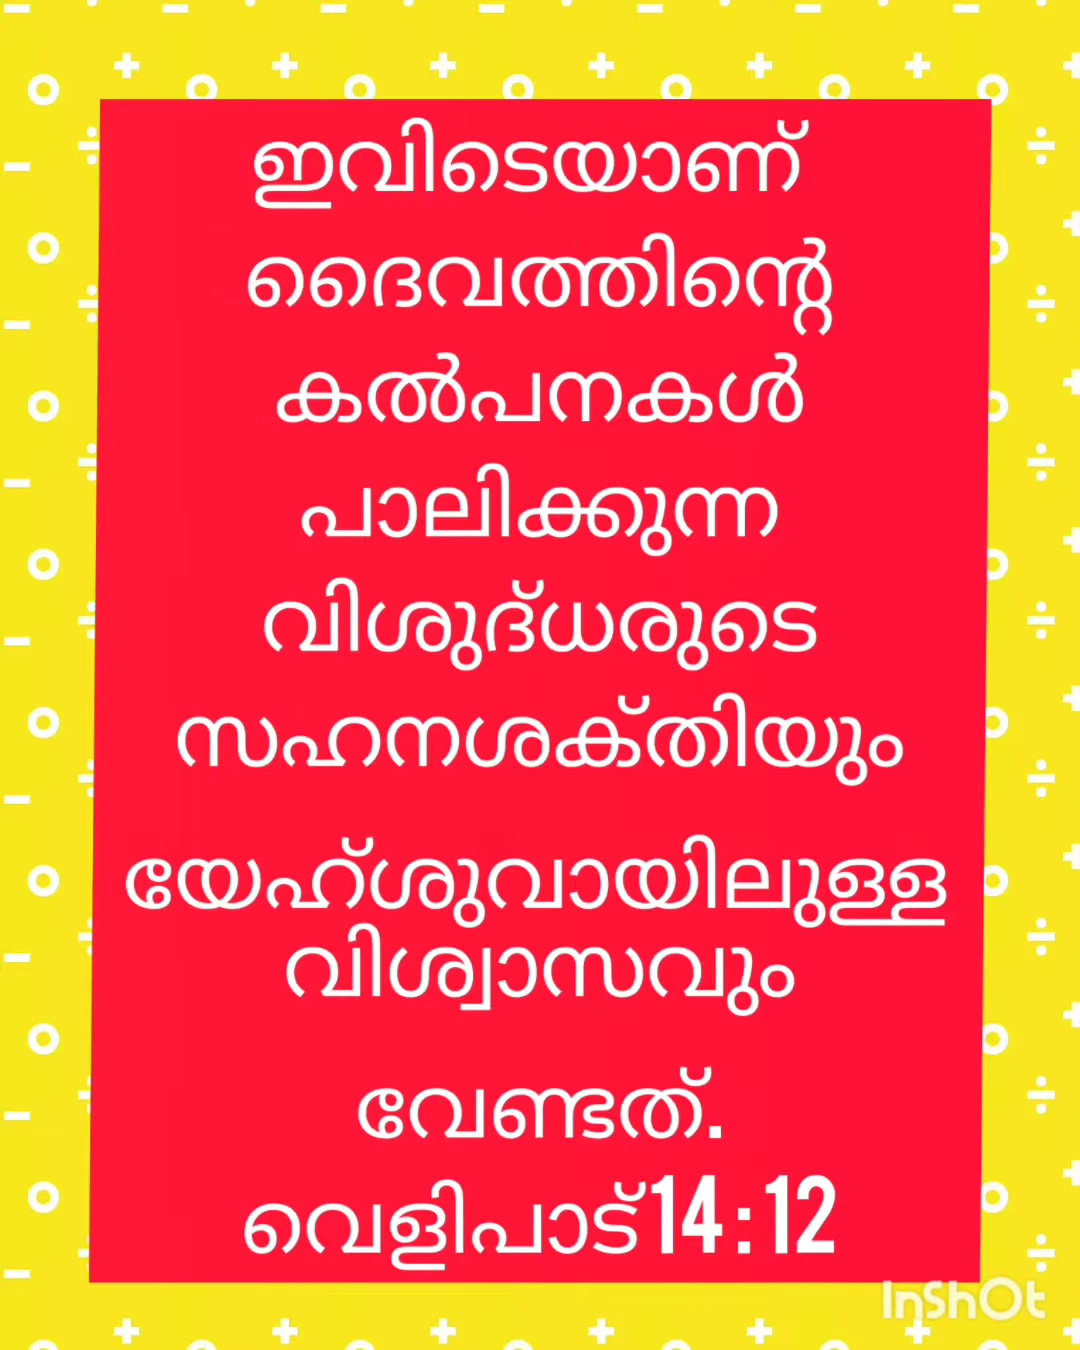 ഇവിടെയാണ്
ദൈവത്തിന്റെ
കൽപനകൾ
പാലിക്കുന്ന
വിശുദ്‌ധരുടെ
സഹനശക്‌തിയും
യേഹ്ശുവായിലുള്ള
വിശ്വാസവും
വേണ്ടത്.
വെളിപാട് 14:12
InShOt